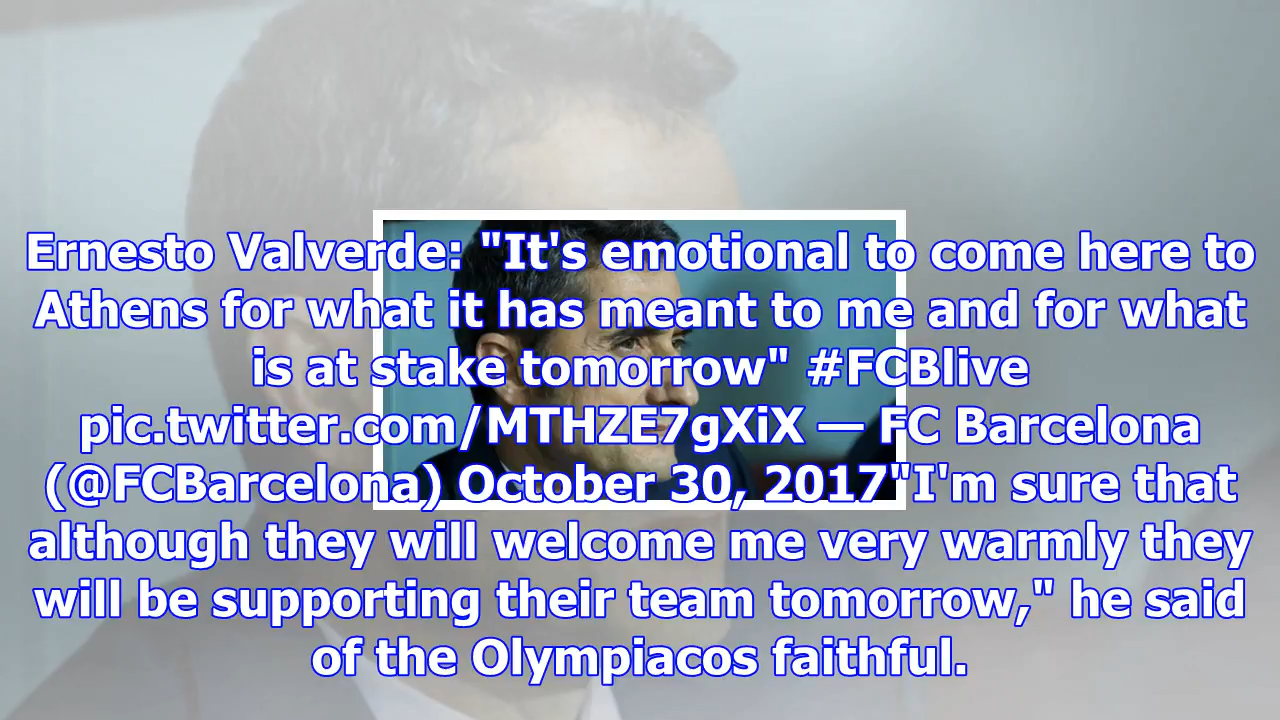 Ernesto Valverde: "It's emotional to come here to
Athens for what it has meant to me and for what
is at stake tomorrow" #FCBlive
pic.twitter.com/MTHZE7gXiX — FC Barcelona
(@FCBarcelona) October 30, 2017"I'm sure that
although they will welcome me very warmly they
will be supporting their team tomorrow," he said
of the Olympiacos faithful.